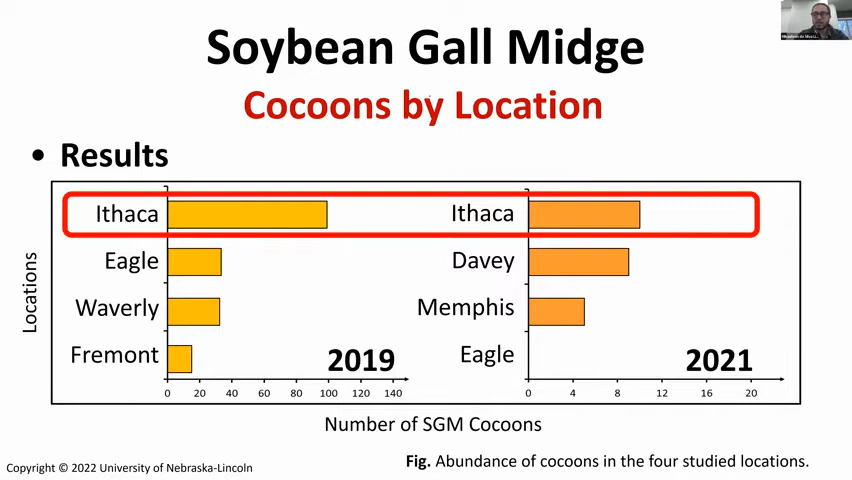 Soybean Gall Midge
Cocoons by Location
• Results
Locations
Ithaca
Eagle
Waverly
Fremont
2019
0 20 40 60 80 100 120 140
Ithaca
Davey
Memphis
Eagle
2021
0 4 8 12 16 20
Number of SGM Cocoons
Fig. Abundance of cocoons in the four studied locations.
Copyright © 2022 University of Nebraska-Lincoln